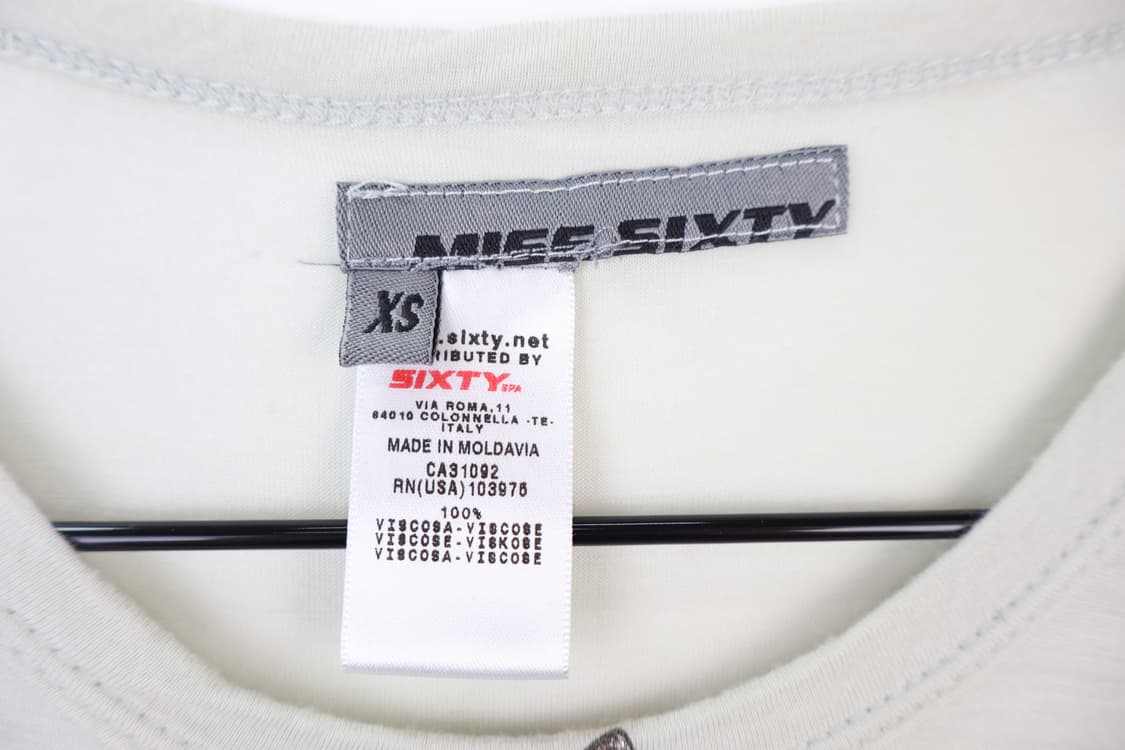 MISS SIXTY
XS
.sixty.net
RIBUTED BY
SIXTY SPA
VIA ROMA,11
64010 COLONNELLA -TE-
ITALY
MADE IN MOLDAVIA
CA31092
RN(USA)103976
100%
VISCOSA-VISCOSE
VISCOSE-VISKOSE
VISCOSA-VISCOSE